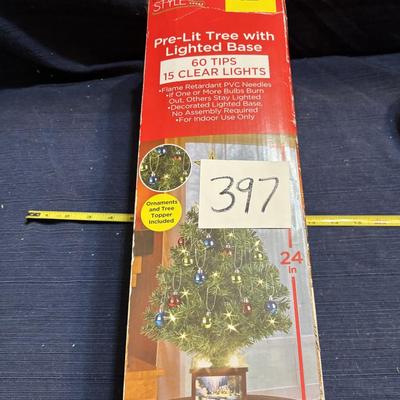 STYLE
Pre-Lit Tree with
Lighted Base
60 TIPS
15 CLEAR LIGHTS
•Flame Retardant PVC Needles
•If One or More Bulbs Burn
Out, Others Stay Lighted
•Decorated Lighted Base,
No Assembly Required
•For Indoor Use Only
Ornaments
and Tree
Topper
Included
397
24
in